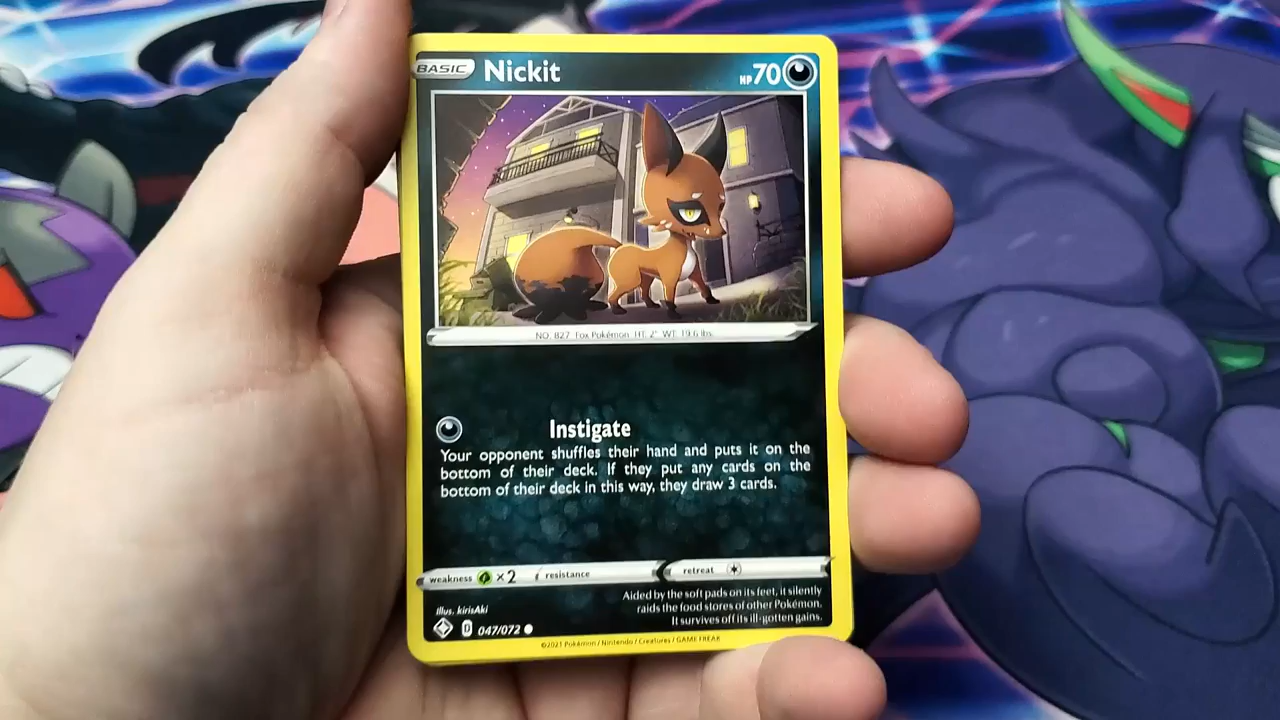 BASIC Nickit HP 70
NO. 827 Fox Pokémon HT: 2' WT: 19.6 lbs.
Instigate
Your opponent shuffles their hand and puts it on the
bottom of their deck. If they put any cards on the
bottom of their deck in this way, they draw 3 cards.
weakness ×2 resistance retreat
Aided by the soft pads on its feet, it silently
raids the food stores of other Pokémon.
It survives off its ill-gotten gains.
Illus. kirisAki
D 047/072
©2021 Pokémon / Nintendo / Creatures / GAME FREAK